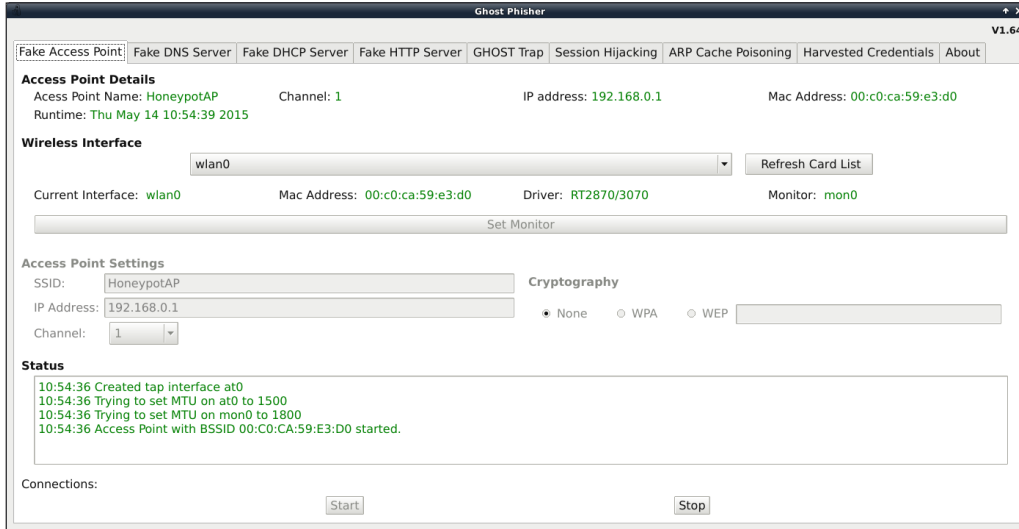 Ghost Phisher
V1.64
Fake Access Point Fake DNS Server Fake DHCP Server Fake HTTP Server GHOST Trap Session Hijacking ARP Cache Poisoning Harvested Credentials About
Access Point Details
Acess Point Name: HoneypotAP Channel: 1 IP address: 192.168.0.1 Mac Address: 00:c0:ca:59:e3:d0
Runtime: Thu May 14 10:54:39 2015
Wireless Interface
wlan0 Refresh Card List
Current Interface: wlan0 Mac Address: 00:c0:ca:59:e3:d0 Driver: RT2870/3070 Monitor: mon0
Set Monitor
Access Point Settings
SSID: HoneypotAP Cryptography
IP Address: 192.168.0.1 None WPA WEP
Channel: 1
Status
10:54:36 Created tap interface at0
10:54:36 Trying to set MTU on at0 to 1500
10:54:36 Trying to set MTU on mon0 to 1800
10:54:36 Access Point with BSSID 00:C0:CA:59:E3:D0 started.
Connections:
Start Stop